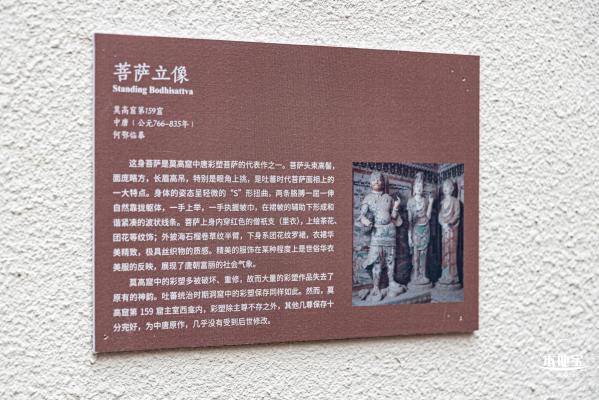 菩萨立像
Standing Bodhisattva
莫高窟第159窟
中唐（公元766-835年）
何鄂临摹
这身菩萨是莫高窟中唐彩塑菩萨的代表作之一。菩萨头束高髻，
面庞略方，长眉高吊，特别是眼角上挑，是吐蕃时代菩萨面相上的
一大特点。身体的姿态呈轻微的“S”形扭曲，两条胳膊一屈一伸
自然靠拢躯体，一手上举，一手执握帔巾，在裙帔的辅助下形成和
谐紧凑的波状线条。菩萨上身内穿红色的僧祇支（里衣），上绘茶花、
团花等纹饰；外披海石榴卷草纹半臂，下身系团花纹罗裙，衣裙华
美精致，极具丝织物的质感。精美的服饰在某种程度上是世俗华衣
美服的反映，展现了唐朝富丽的社会气象。
莫高窟中的彩塑多被破坏、重修，故而大量的彩塑作品失去了
原有的神韵。吐蕃统治时期洞窟中的彩塑保存同样如此。然而，莫
高窟第 159 窟主室西龛内，彩塑除主尊不存之外，其他几尊保存十
分完好，为中唐原作，几乎没有受到后世修改。
本地宝